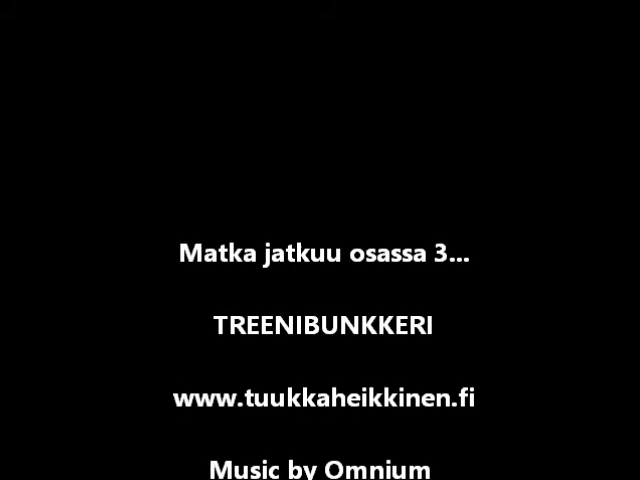 Matka jatkuu osassa 3...
TREENIBUNKKERI
www.tuukkaheikkinen.fi
Music by Omnium